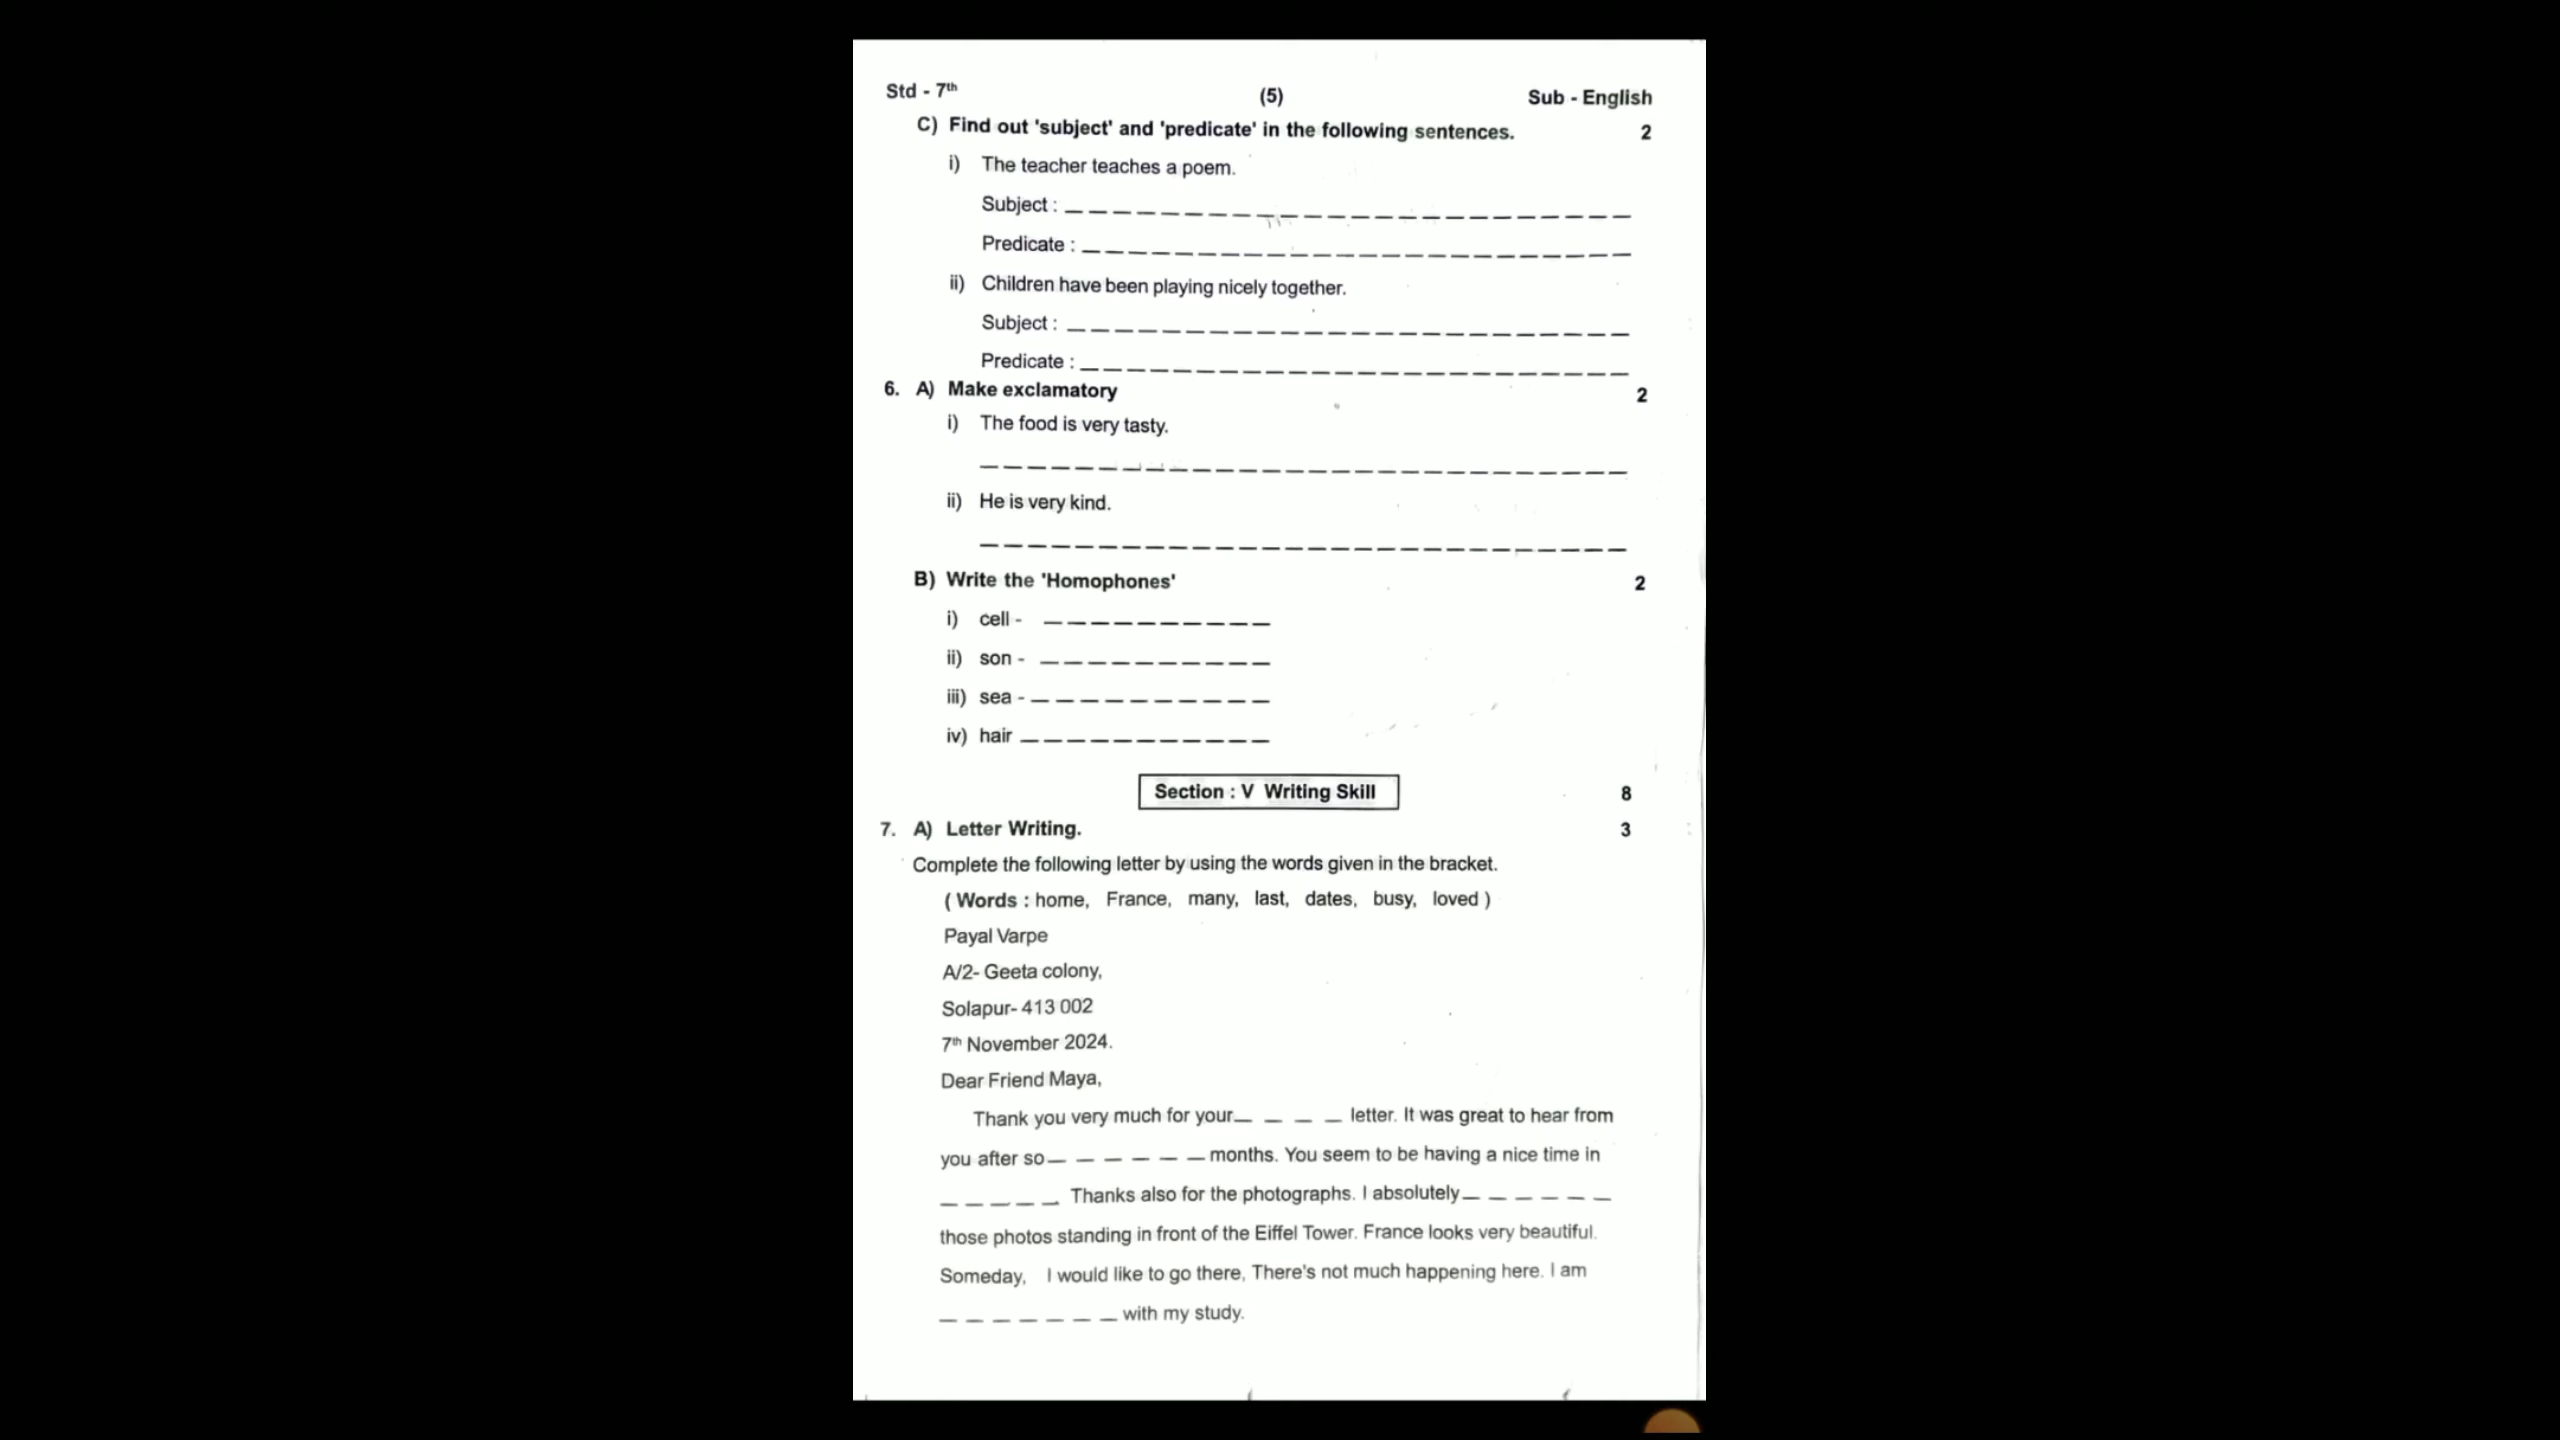 Std - 7th (5) Sub - English
C) Find out 'subject' and 'predicate' in the following sentences. 2
i) The teacher teaches a poem.
Subject : _ _ _ _ _ _ _ _ _ _ _ _ _ _ _ _ _ _ _ _ _ _ _ _
Predicate : _ _ _ _ _ _ _ _ _ _ _ _ _ _ _ _ _ _ _ _ _ _ _ _
ii) Children have been playing nicely together.
Subject : _ _ _ _ _ _ _ _ _ _ _ _ _ _ _ _ _ _ _ _ _ _ _ _
Predicate : _ _ _ _ _ _ _ _ _ _ _ _ _ _ _ _ _ _ _ _ _ _ _ _
6. A) Make exclamatory 2
i) The food is very tasty.
_ _ _ _ _ _ _ _ _ _ _ _ _ _ _ _ _ _ _ _ _ _ _ _ _ _ _ _
ii) He is very kind.
_ _ _ _ _ _ _ _ _ _ _ _ _ _ _ _ _ _ _ _ _ _ _ _ _ _ _ _
B) Write the 'Homophones' 2
i) cell - _ _ _ _ _ _ _ _ _ _
ii) son - _ _ _ _ _ _ _ _ _ _
iii) sea - _ _ _ _ _ _ _ _ _ _
iv) hair _ _ _ _ _ _ _ _ _ _ _
Section : V Writing Skill 8
7. A) Letter Writing. 3
Complete the following letter by using the words given in the bracket.
( Words : home, France, many, last, dates, busy, loved )
Payal Varpe
A/2- Geeta colony,
Solapur- 413 002
7th November 2024.
Dear Friend Maya,
Thank you very much for your_ _ _ _ letter. It was great to hear from
you after so_ _ _ _ _ _ months. You seem to be having a nice time in
_ _ _ _ _. Thanks also for the photographs. I absolutely_ _ _ _ _ _
those photos standing in front of the Eiffel Tower. France looks very beautiful.
Someday, I would like to go there, There's not much happening here. I am
_ _ _ _ _ _ _ with my study.